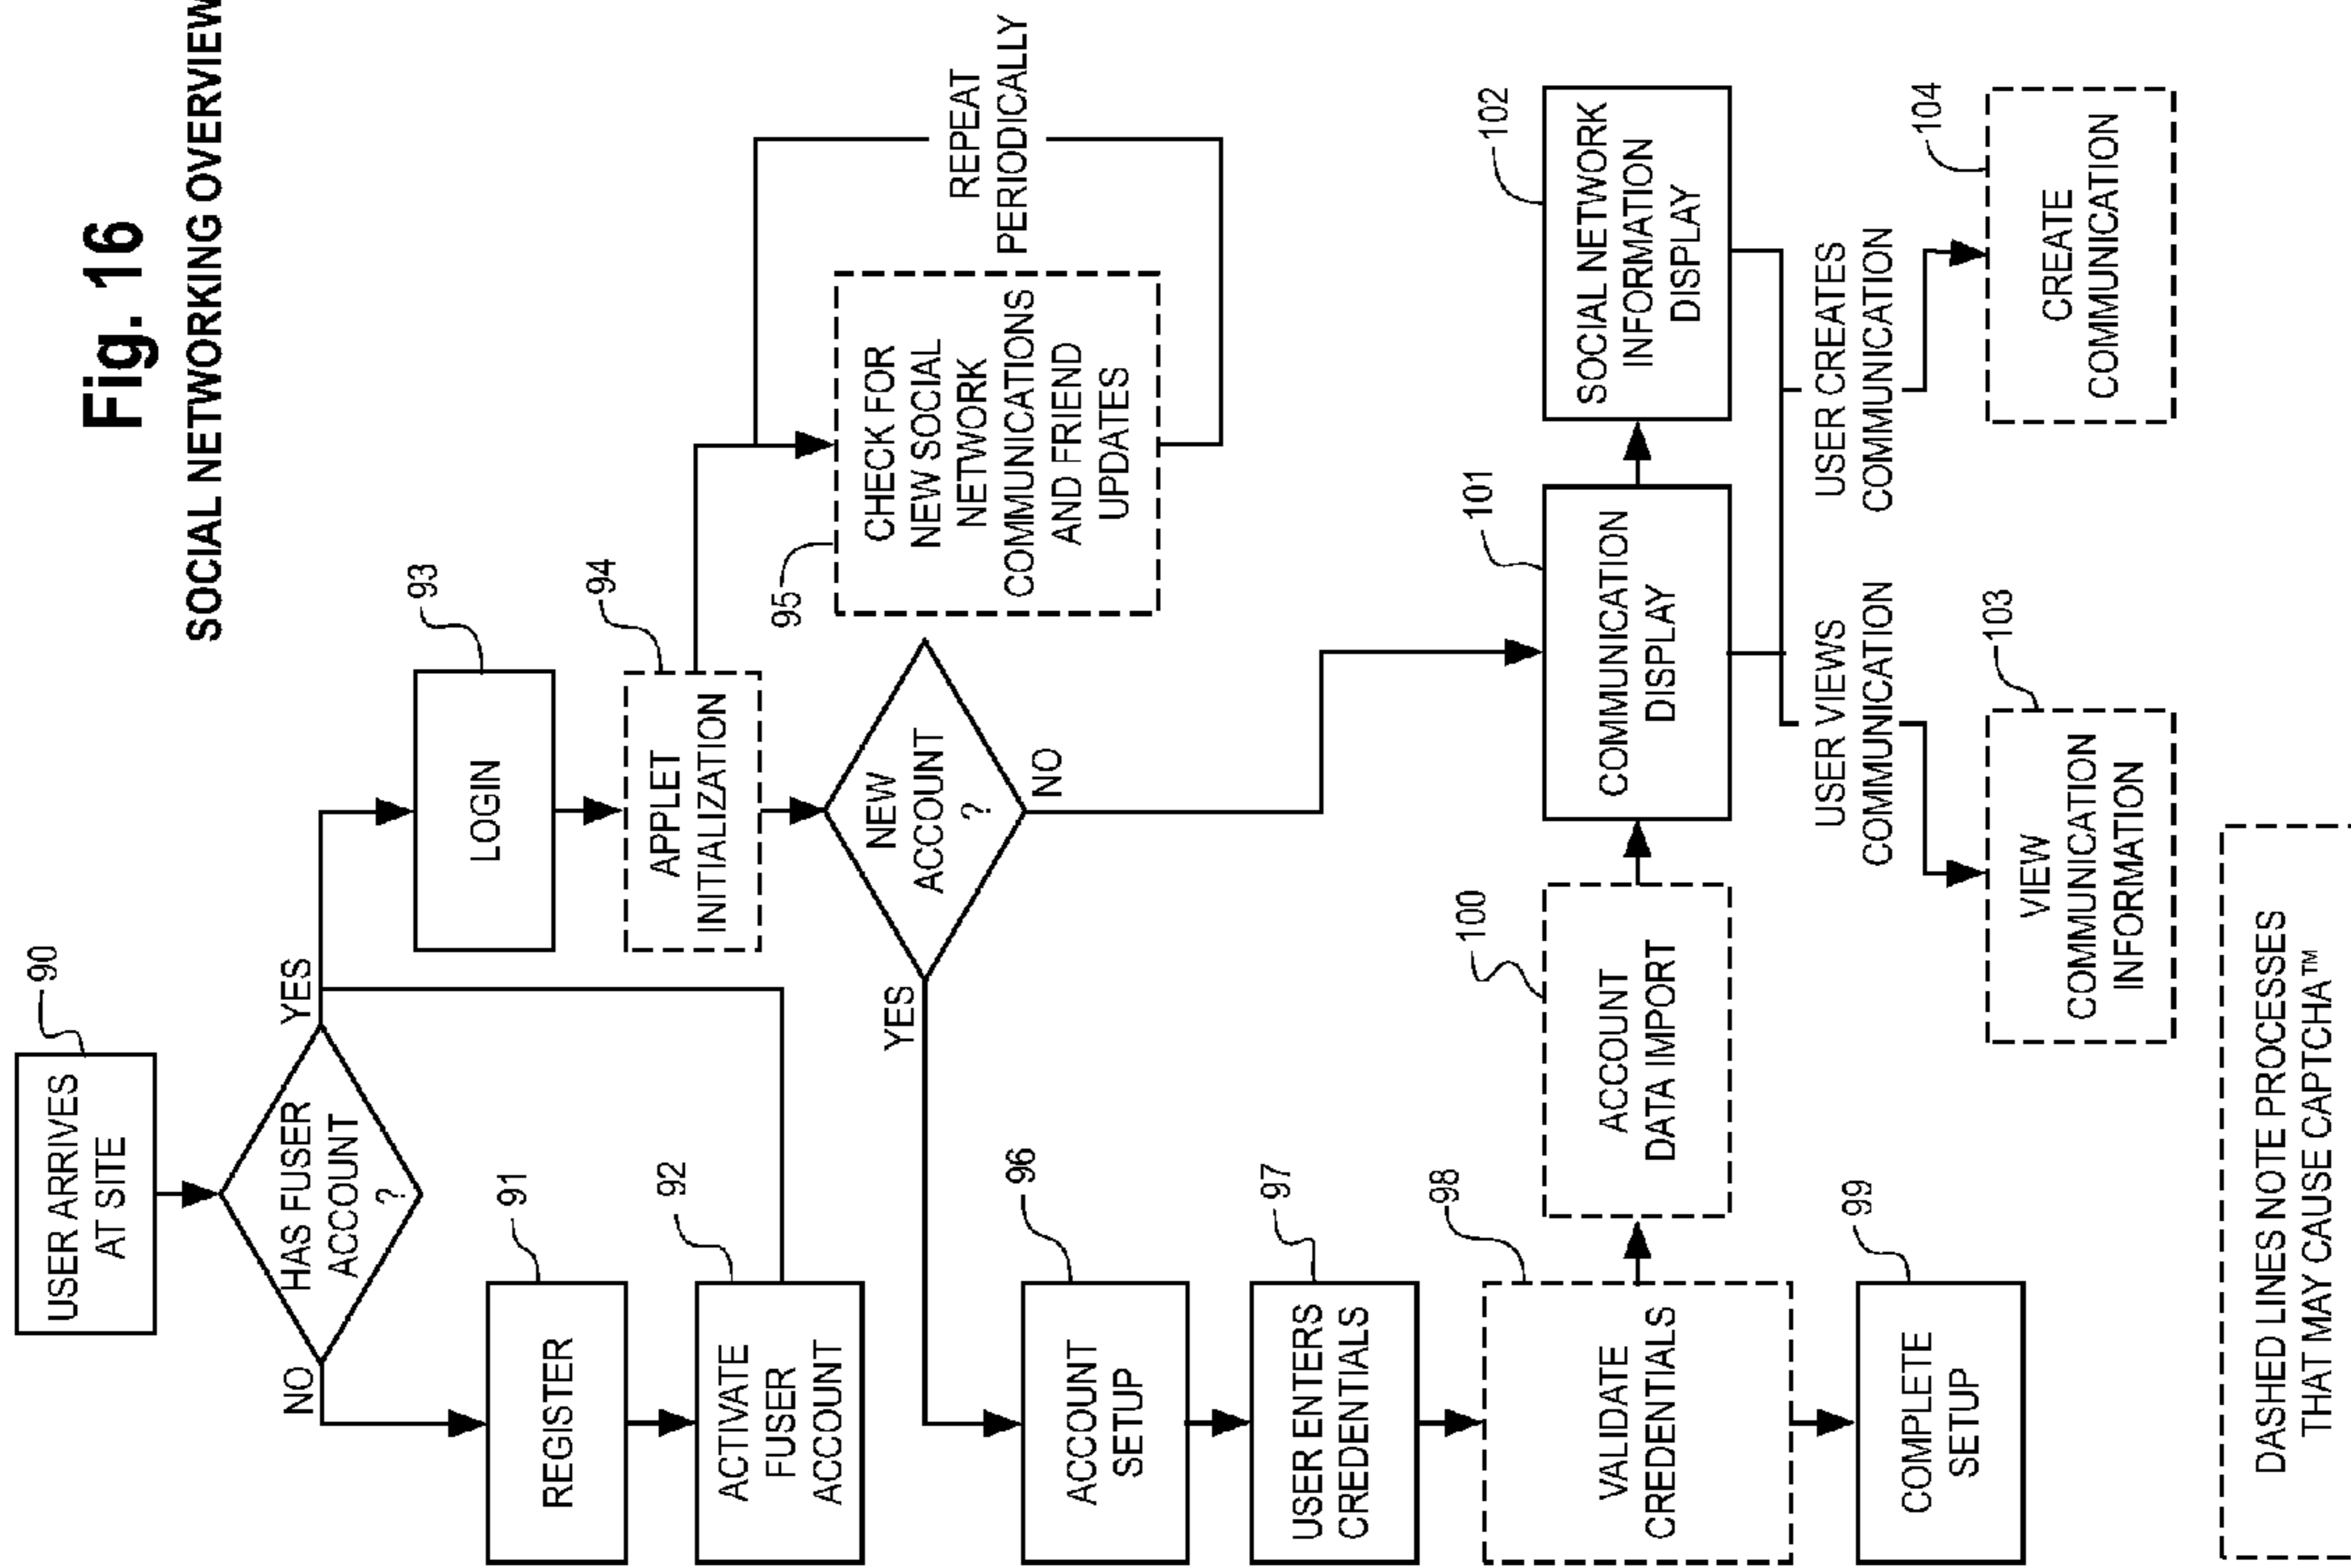 Fig. 16
SOCIAL NETWORKING OVERVIEW
USER ARRIVES
AT SITE
90
HAS FUSER
ACCOUNT
?
NO
YES
REGISTER
91
ACTIVATE
FUSER
ACCOUNT
92
LOGIN
93
APPLET
INITIALIZATION
94
CHECK FOR
NEW SOCIAL
NETWORK
COMMUNICATIONS
AND FRIEND
UPDATES
95
REPEAT
PERIODICALLY
NEW
ACCOUNT
?
YES
NO
ACCOUNT
SETUP
96
USER ENTERS
CREDENTIALS
97
VALIDATE
CREDENTIALS
98
COMPLETE
SETUP
99
ACCOUNT
DATA IMPORT
100
COMMUNICATION
DISPLAY
101
SOCIAL NETWORK
INFORMATION
DISPLAY
102
USER VIEWS
COMMUNICATION
USER CREATES
COMMUNICATION
VIEW
COMMUNICATION
INFORMATION
103
CREATE
COMMUNICATION
104
DASHED LINES NOTE PROCESSES
THAT MAY CAUSE CAPTCHA™